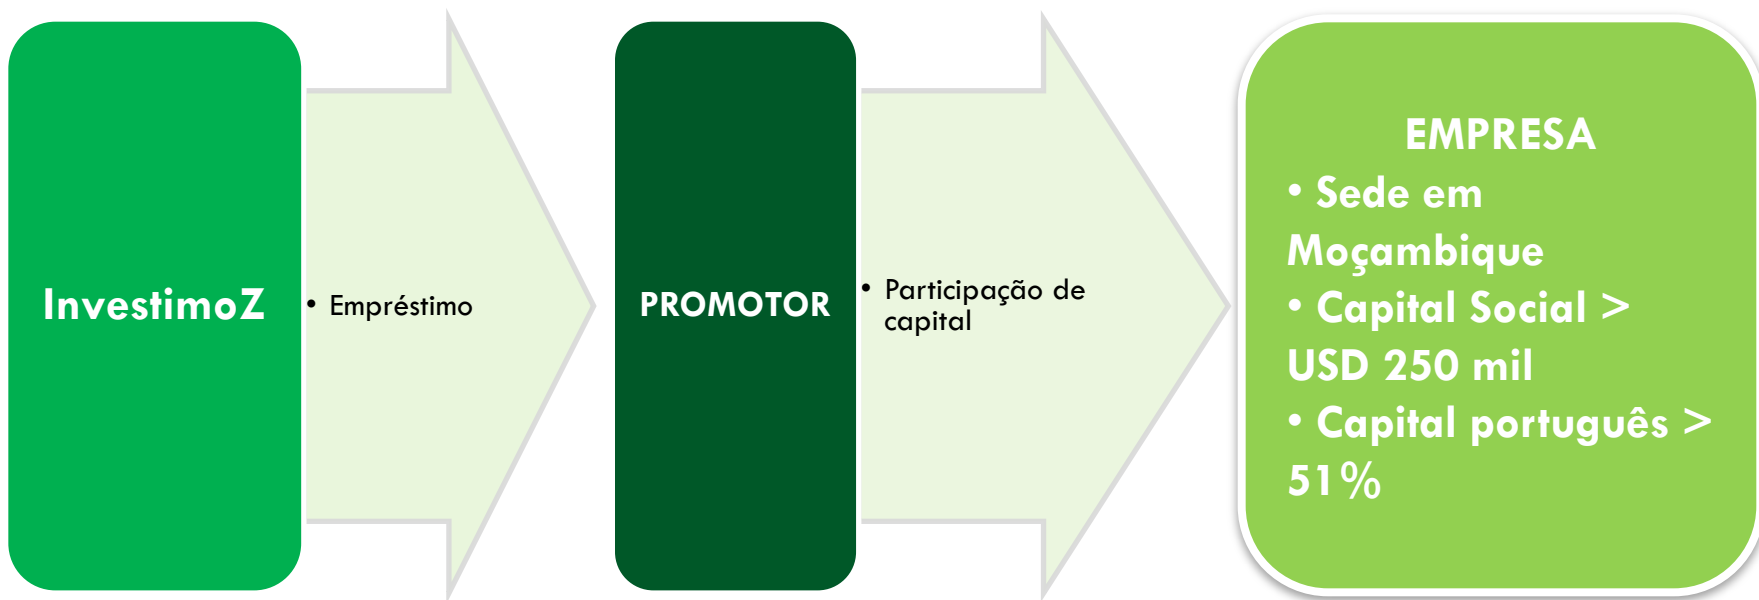 InvestimoZ
• Empréstimo
PROMOTOR
• Participação de
capital
EMPRESA
• Sede em
Moçambique
• Capital Social >
USD 250 mil
• Capital português >
51%